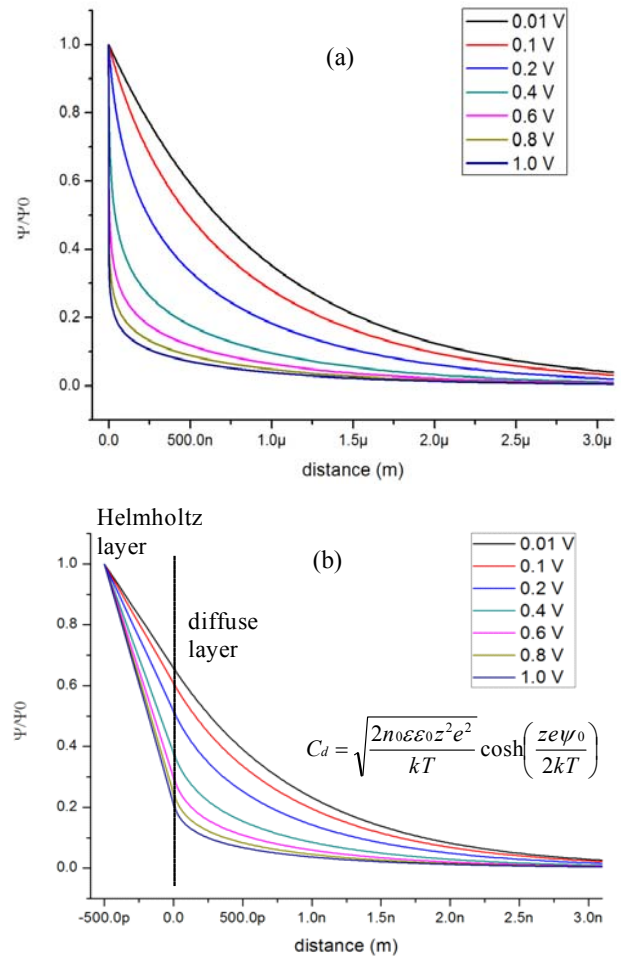 (a)
0.01 V
0.1 V
0.2 V
0.4 V
0.6 V
0.8 V
1.0 V
1.0
0.8
0.6
0.4
0.2
0.0
Ψ/Ψ0
0.0 500.0n 1.0µ 1.5µ 2.0µ 2.5µ 3.0µ
distance (m)
Helmholtz
layer
(b)
diffuse
layer
0.01 V
0.1 V
0.2 V
0.4 V
0.6 V
0.8 V
1.0 V
C_d = √(2n₀εε₀z²e²/kT) cosh(zeψ₀/2kT)
1.0
0.8
0.6
0.4
0.2
0.0
Ψ/Ψ0
-500.0p 0.0 500.0p 1.0n 1.5n 2.0n 2.5n 3.0n
distance (m)